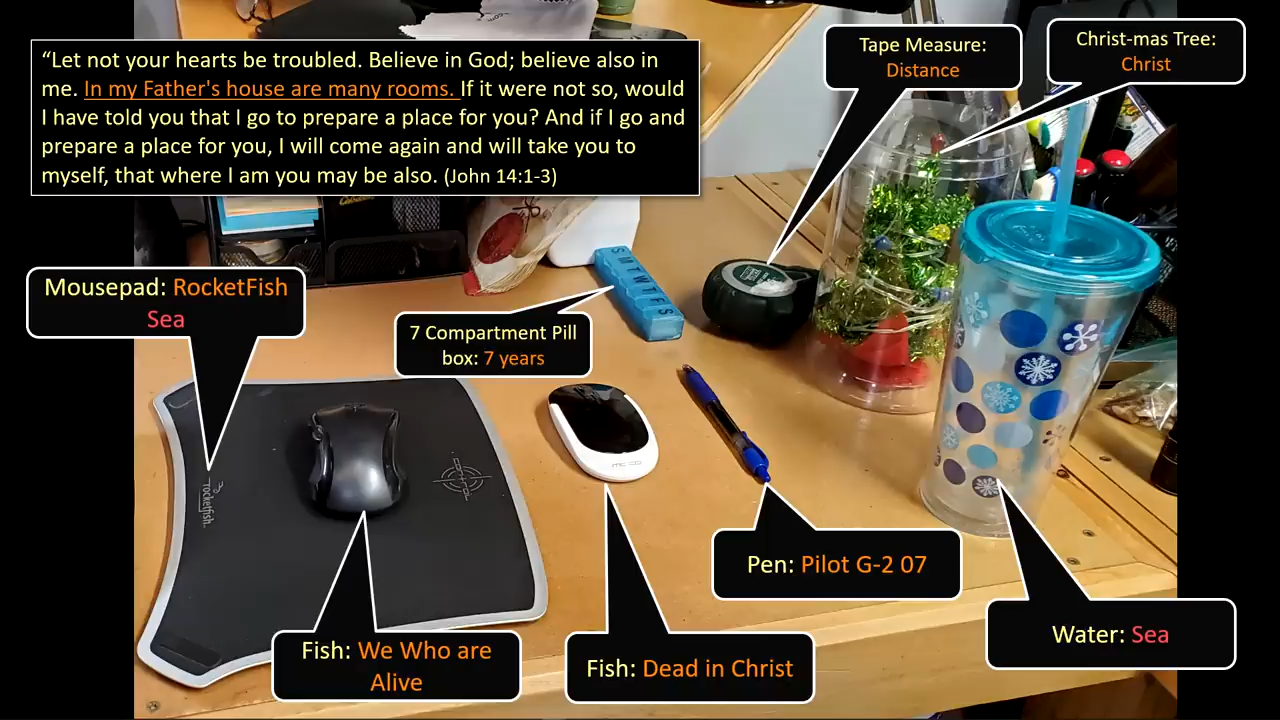 “Let not your hearts be troubled. Believe in God; believe also in
me. In my Father's house are many rooms. If it were not so, would
I have told you that I go to prepare a place for you? And if I go and
prepare a place for you, I will come again and will take you to
myself, that where I am you may be also. (John 14:1-3)
Tape Measure:
Distance
Christ-mas Tree:
Christ
Mousepad: RocketFish
Sea
7 Compartment Pill
box: 7 years
S M T W T F S
rocketfish
CONTROL
Pen: Pilot G-2 07
Water: Sea
Fish: We Who are
Alive
Fish: Dead in Christ